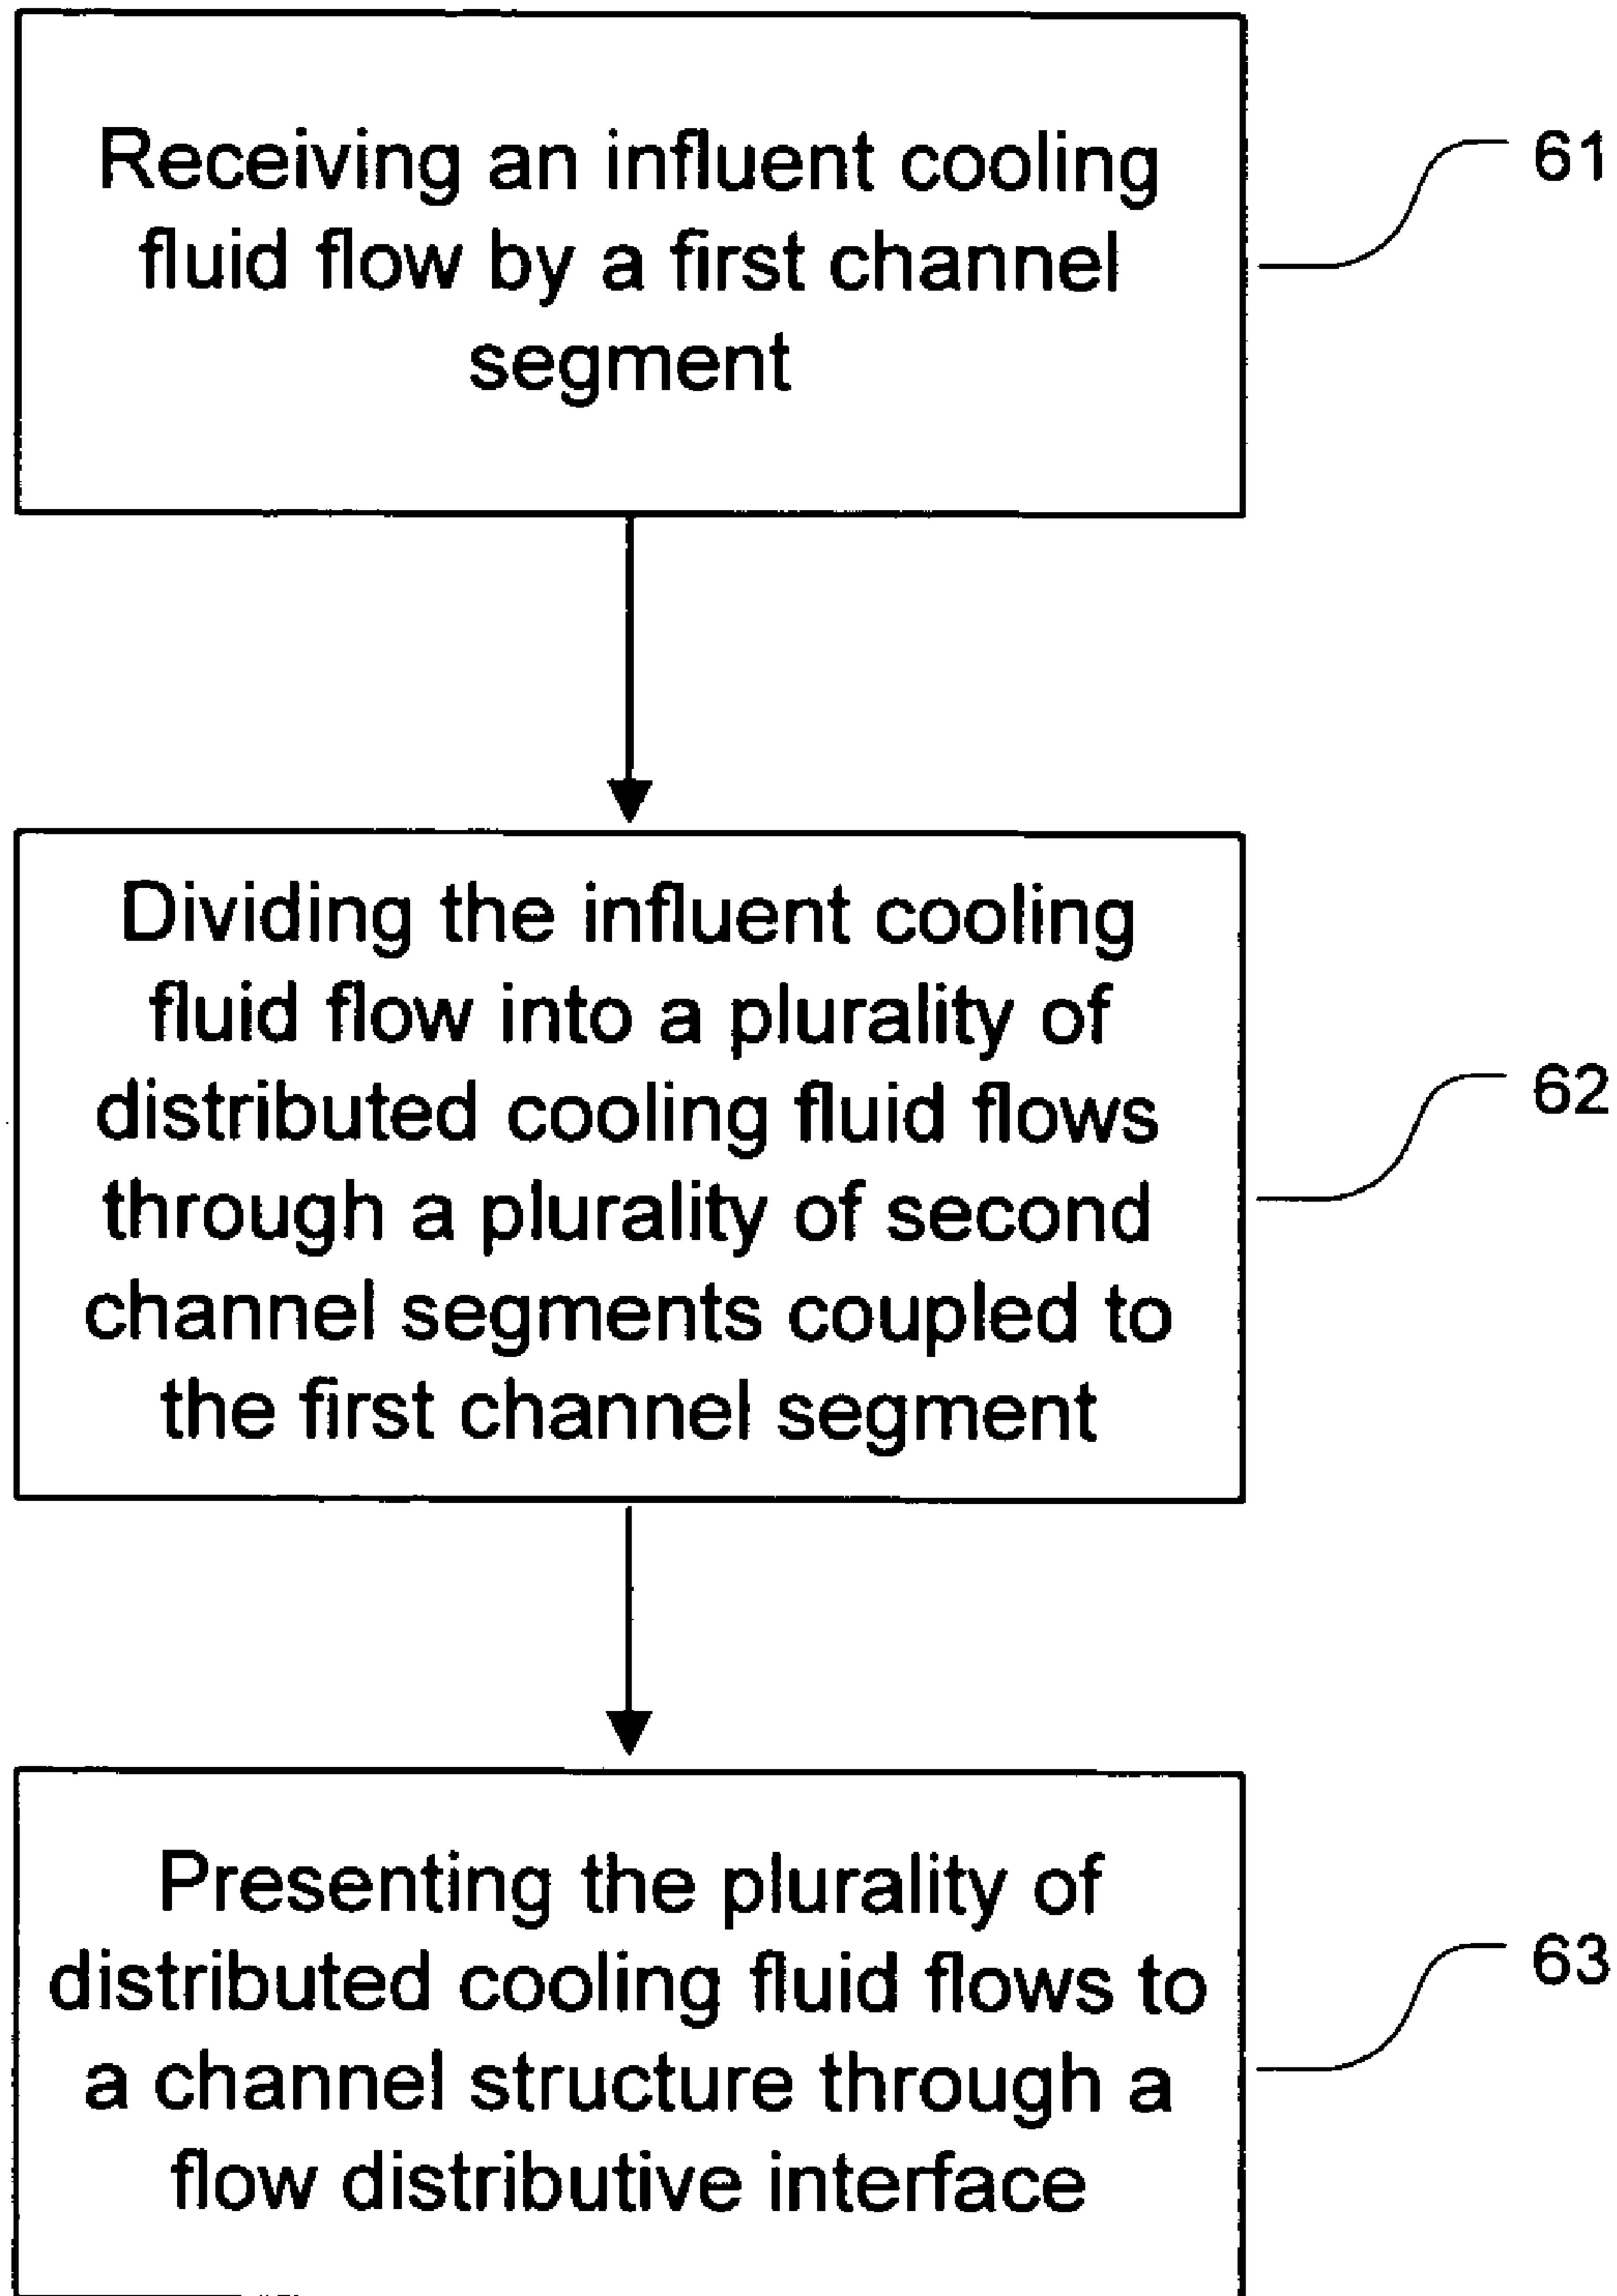 Receiving an influent cooling
fluid flow by a first channel
segment
61
Dividing the influent cooling
fluid flow into a plurality of
distributed cooling fluid flows
through a plurality of second
channel segments coupled to
the first channel segment
62
Presenting the plurality of
distributed cooling fluid flows to
a channel structure through a
flow distributive interface
63